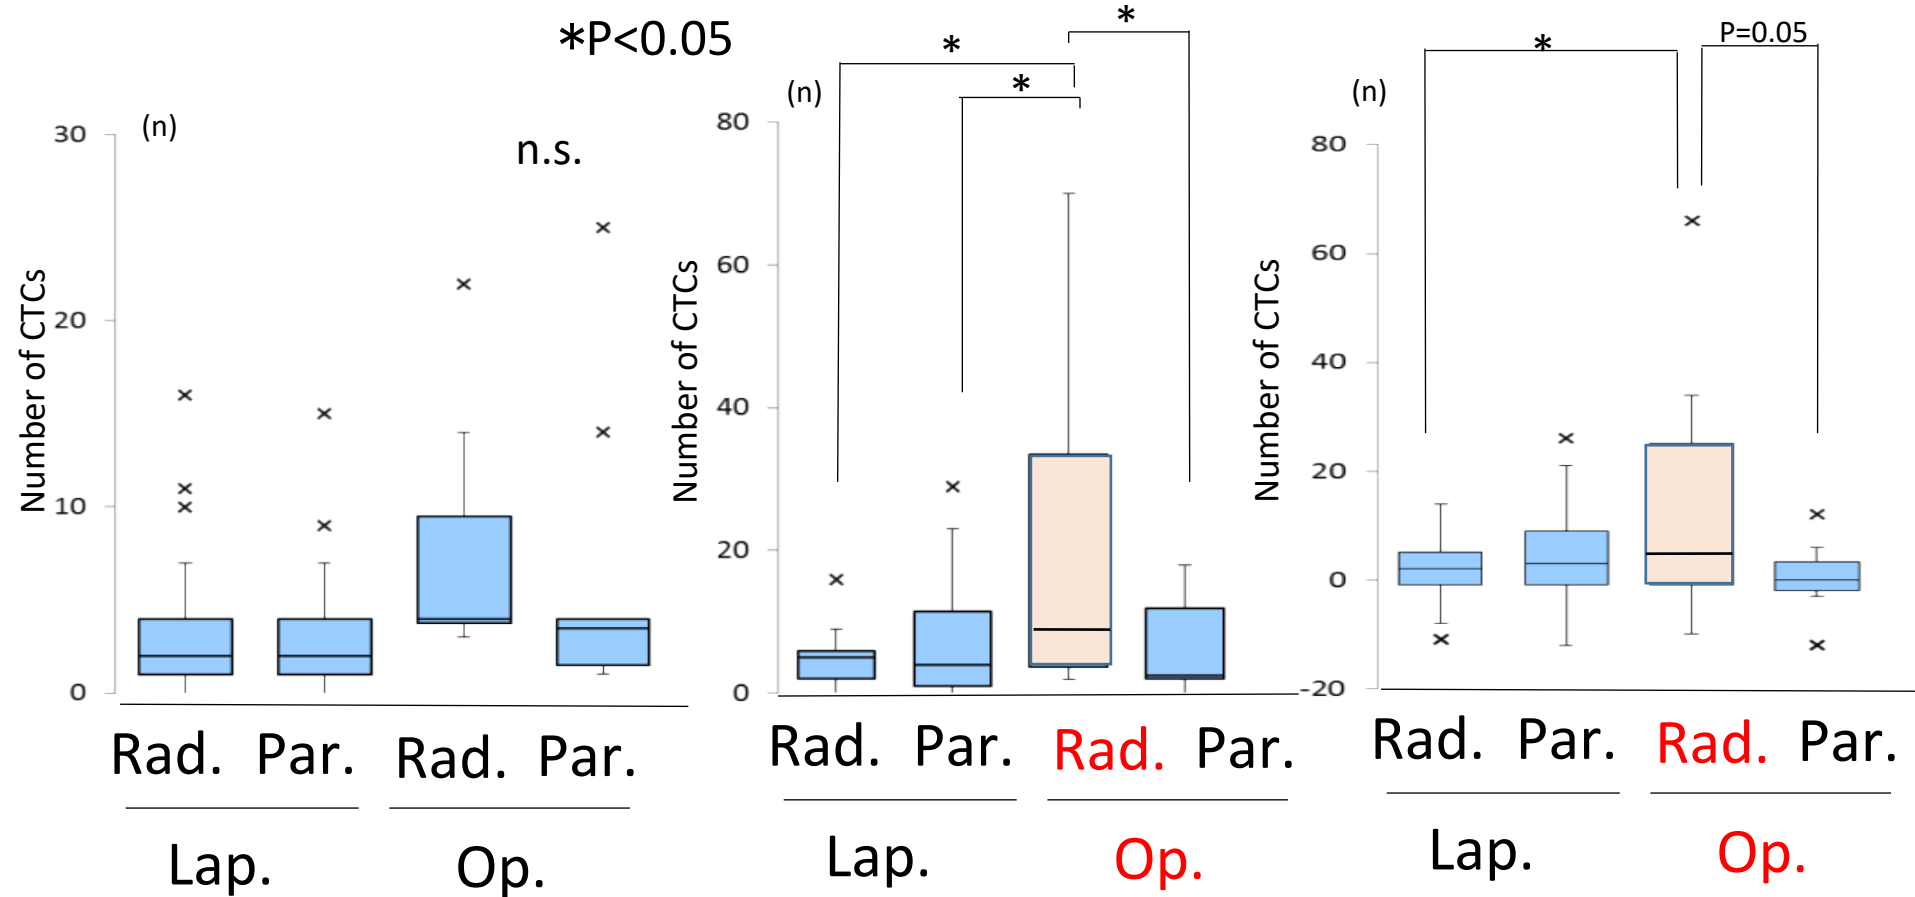 *P<0.05
(n)
n.s.
Number of CTCs
30
20
10
0
Rad. Par. Rad. Par.
Lap. Op.
*
*
*
(n)
Number of CTCs
80
60
40
20
0
Rad. Par. Rad. Par.
Lap. Op.
*
P=0.05
(n)
Number of CTCs
80
60
40
20
0
-20
Rad. Par. Rad. Par.
Lap. Op.